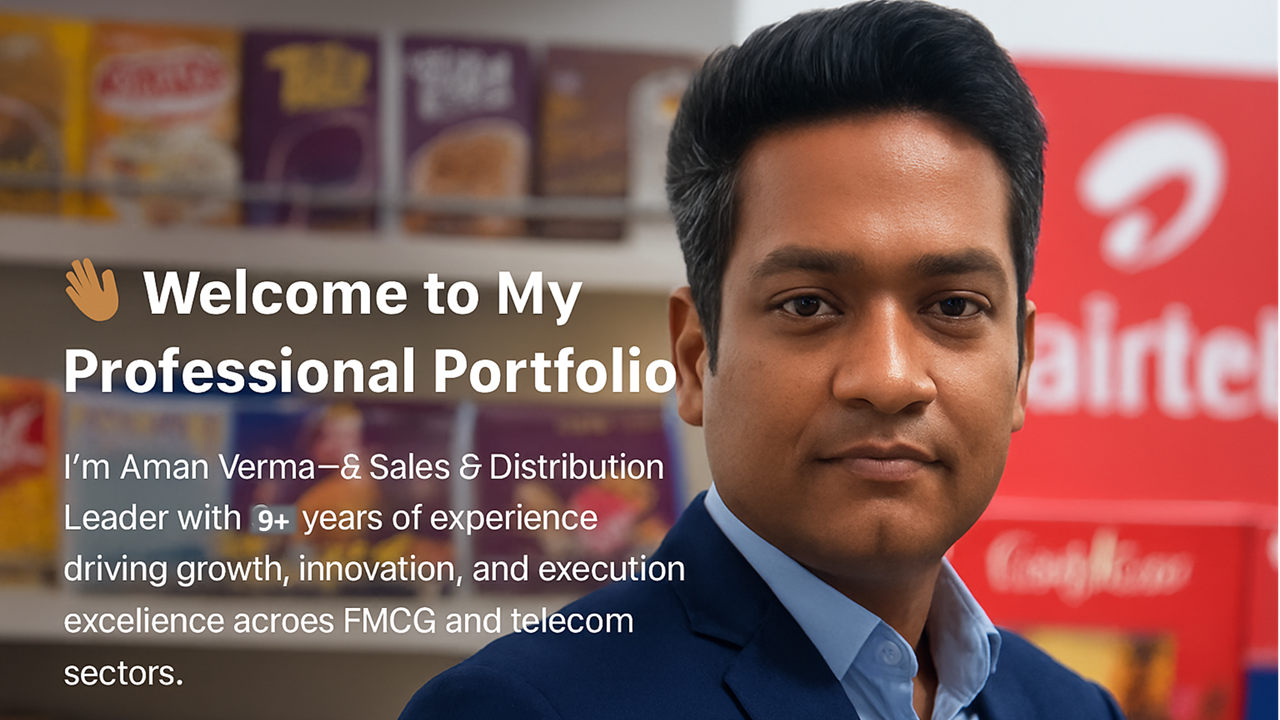 👋 Welcome to My
Professional Portfolio
I'm Aman Verma—& Sales & Distribution
Leader with 9+ years of experience
driving growth, innovation, and execution
excelience acroes FMCG and telecom
sectors.
airtel